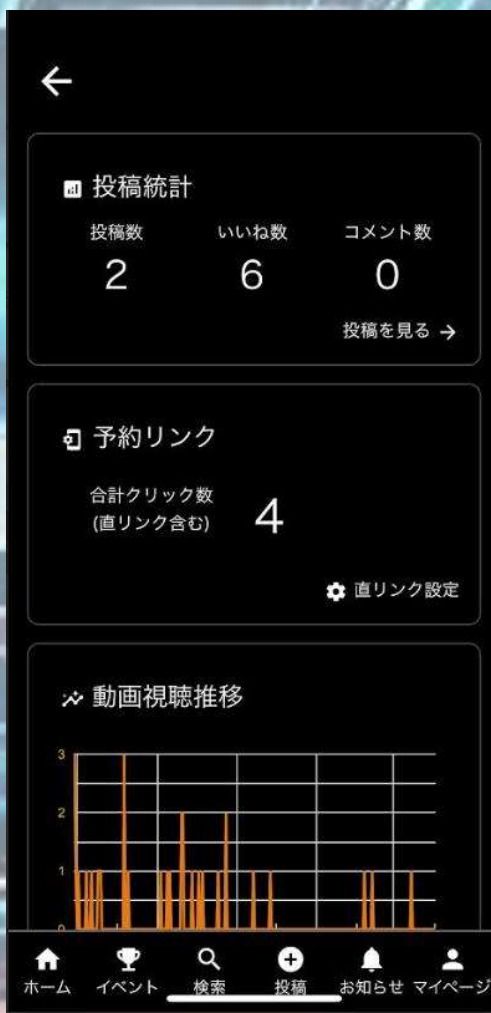 投稿統計
投稿数 いいね数 コメント数
2 6 0
投稿を見る →
予約リンク
合計クリック数
(直リンク含む)
4
直リンク設定
動画視聴推移
3
2
1
0
ホーム イベント 検索 投稿 お知らせ マイページ